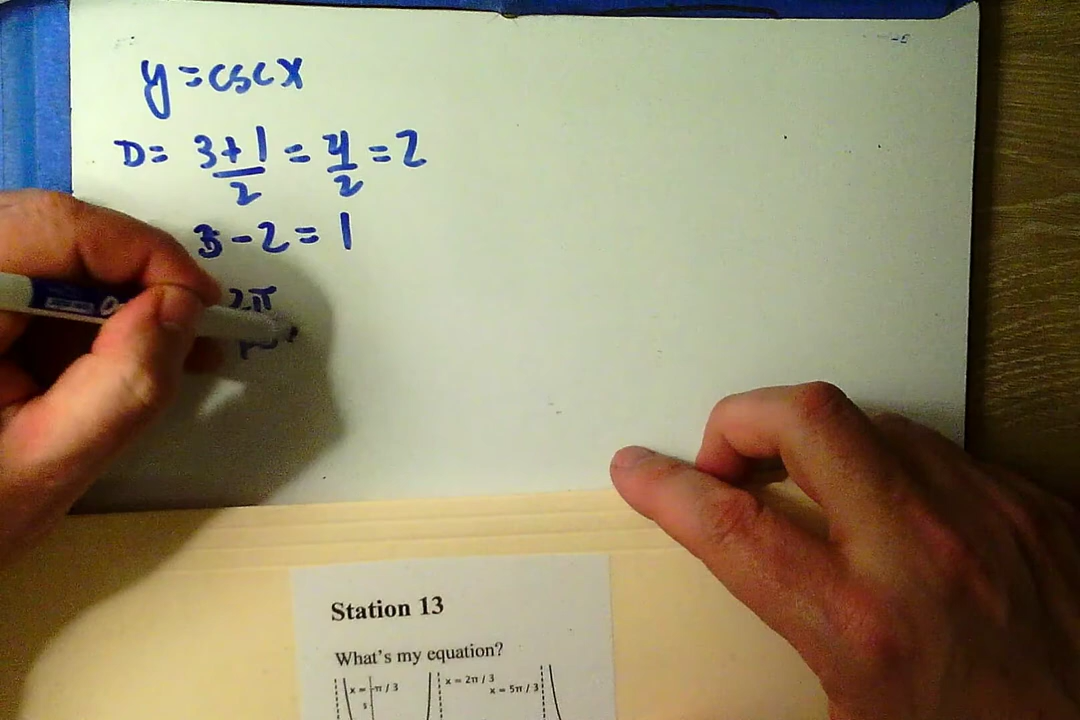 y = csc x
D = 3+1/2 = 4/2 = 2
3 - 2 = 1
2π
Station 13
What's my equation?
x = -π / 3
x = 2π / 3
x = 5π / 3
5